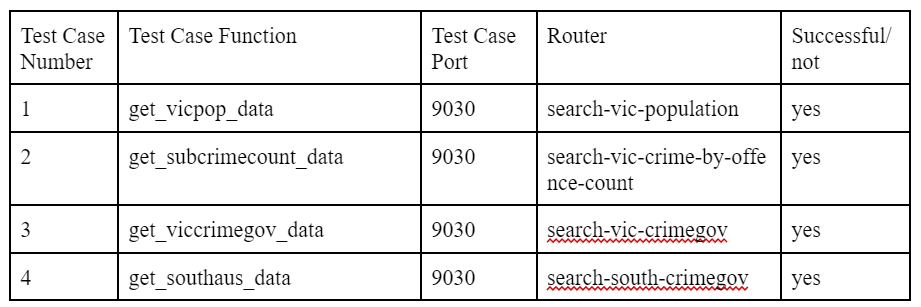 Test Case Number Test Case Function Test Case Port Router Successful/ not
1 get_vicpop_data 9030 search-vic-population yes
2 get_subcrimecount_data 9030 search-vic-crime-by-offe nce-count yes
3 get_viccrimegov_data 9030 search-vic-crimegov yes
4 get_southaus_data 9030 search-south-crimegov yes